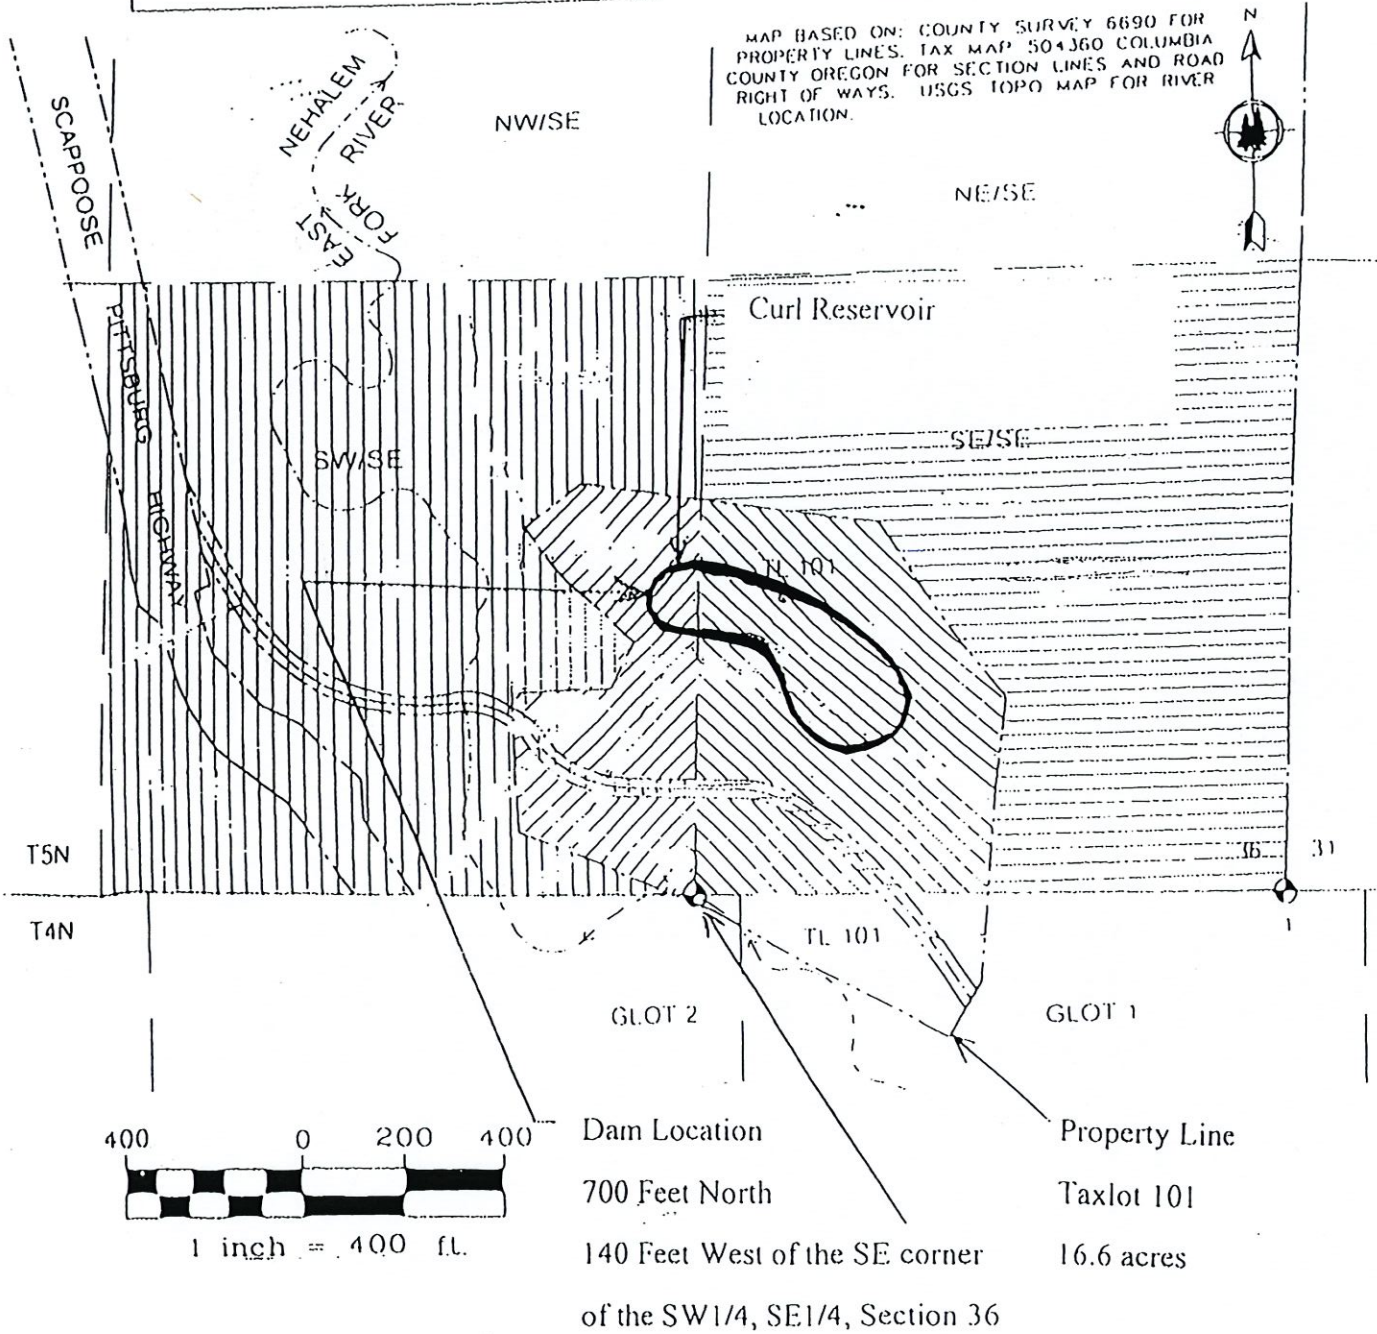 MAP BASED ON: COUNTY SURVEY 6690 FOR
PROPERTY LINES. TAX MAP 504360 COLUMBIA
COUNTY OREGON FOR SECTION LINES AND ROAD
RIGHT OF WAYS. USGS TOPO MAP FOR RIVER
LOCATION.
N
SCAPPOOSE
PITTSBURG
HIGHWAY
NEHALEM
RIVER
EAST
FORK
NW/SE
NE/SE
Curl Reservoir
SW/SE
SE/SE
TL 101
T5N
36
31
T4N
TL 101
1
GLOT 2
GLOT 1
400 0 200 400
1 inch = 400 ft.
Dam Location
700 Feet North
140 Feet West of the SE corner
of the SW1/4, SE1/4, Section 36
Property Line
Taxlot 101
16.6 acres